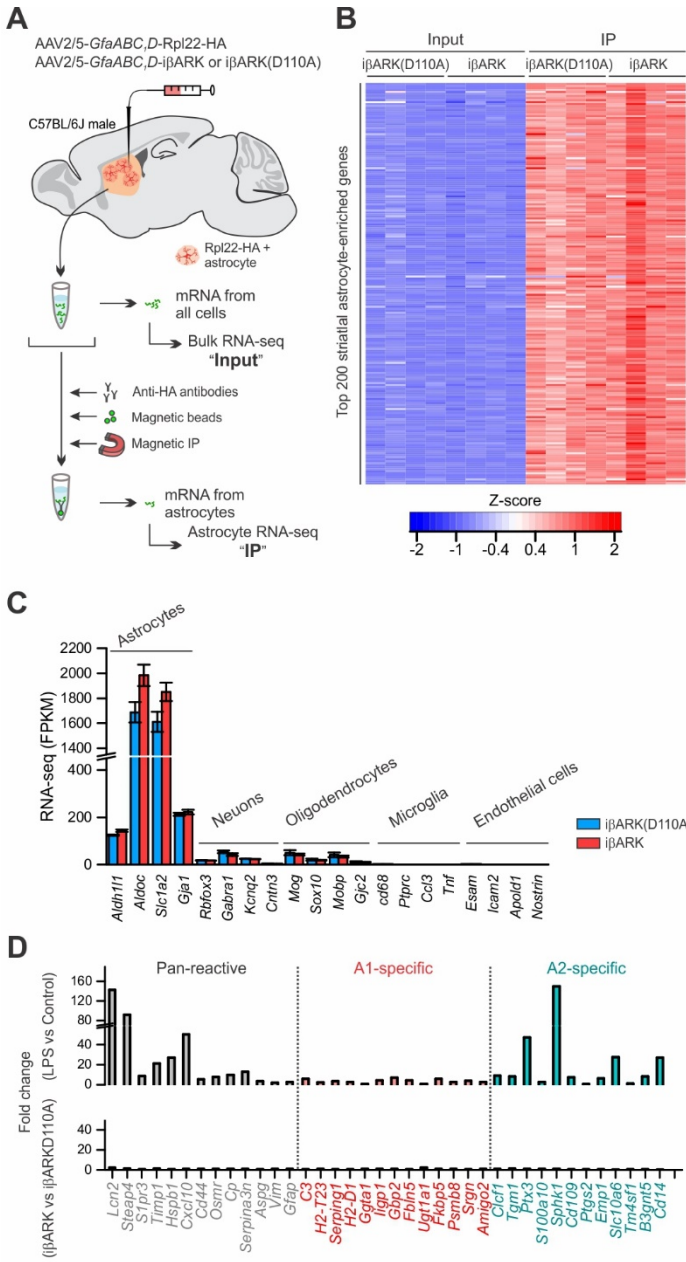 A
AAV2/5-GfaABC₁D-Rpl22-HA
AAV2/5-GfaABC₁D-iβARK or iβARK(D110A)
C57BL/6J male
Rpl22-HA +
astrocyte
mRNA from
all cells
Bulk RNA-seq
“Input”
Anti-HA antibodies
Magnetic beads
Magnetic IP
mRNA from
astrocytes
Astrocyte RNA-seq
“IP”
B
Input IP
iβARK(D110A) iβARK iβARK(D110A) iβARK
Top 200 striatlal astrocyte-enriched genes
Z-score
-2 -1 -0.4 0.4 1 2
C
RNA-seq (FPKM)
2200
2000
1800
1600
1400
400
200
0
Astrocytes
Neurons
Oligodendrocytes
Microglia
Endothelial cells
iβARK(D110A)
iβARK
Aldh1l1 Aldoc Slc1a2 Gja1 Rbfox3 Gabra1 Kcnq2 Cntn3 Mog Sox10 Mobp Gjc2 cd68 Ptprc Ccl3 Tnf Esam Icam2 Apold1 Nostrin
D
Pan-reactive A1-specific A2-specific
Fold change
(LPS vs Control)
(iβARK vs iβARKD110A)
160
120
80
40
20
0
40
20
0
Lcn2 Steap4 S1pr3 Timp1 Hspb1 Cxcl10 Cd44 Osmr Cp Serpina3n Aspg Vim Gfap C3 H2-T23 Serping1 H2-D1 Ggta1 Iigp1 Gbp2 Fbln5 Ugt1a1 Fkbp5 Psmb8 Srgn Amigo2 Clcf1 Tgm1 Ptx3 S100a10 Sphk1 Cd109 Ptgs2 Emp1 Slc10a6 Tm4sf1 B3gnt5 Cd14